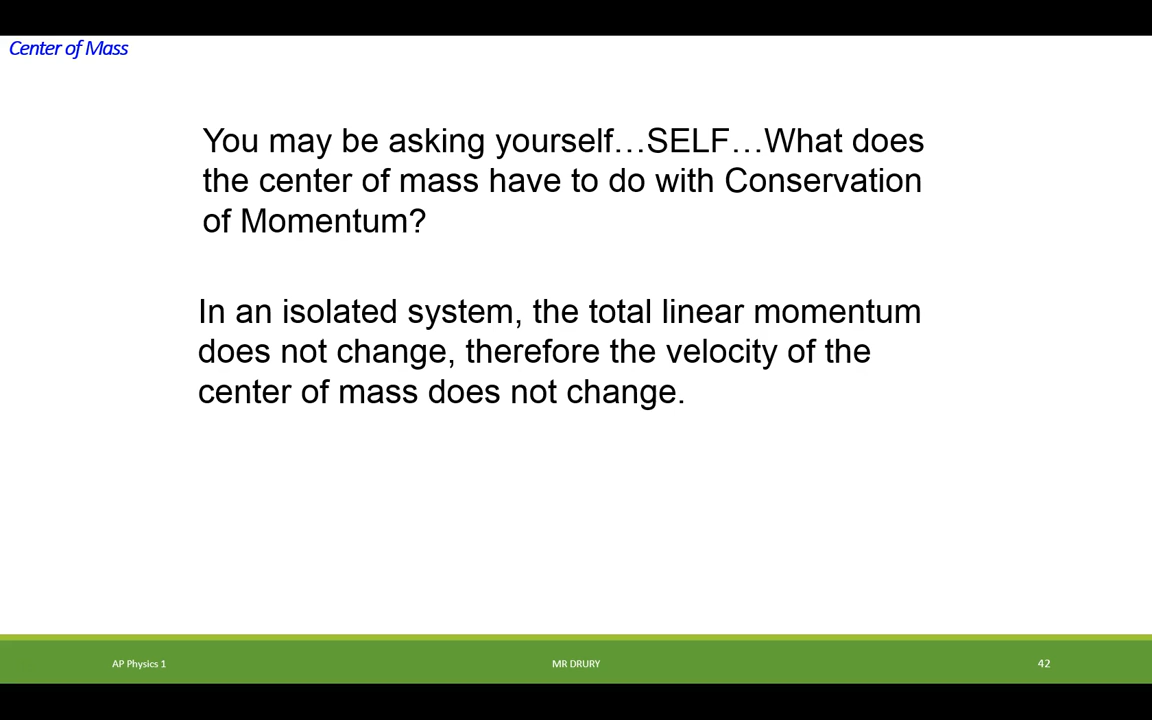 Center of Mass
You may be asking yourself…SELF…What does
the center of mass have to do with Conservation
of Momentum?
In an isolated system, the total linear momentum
does not change, therefore the velocity of the
center of mass does not change.
AP Physics 1
MR DRURY
42